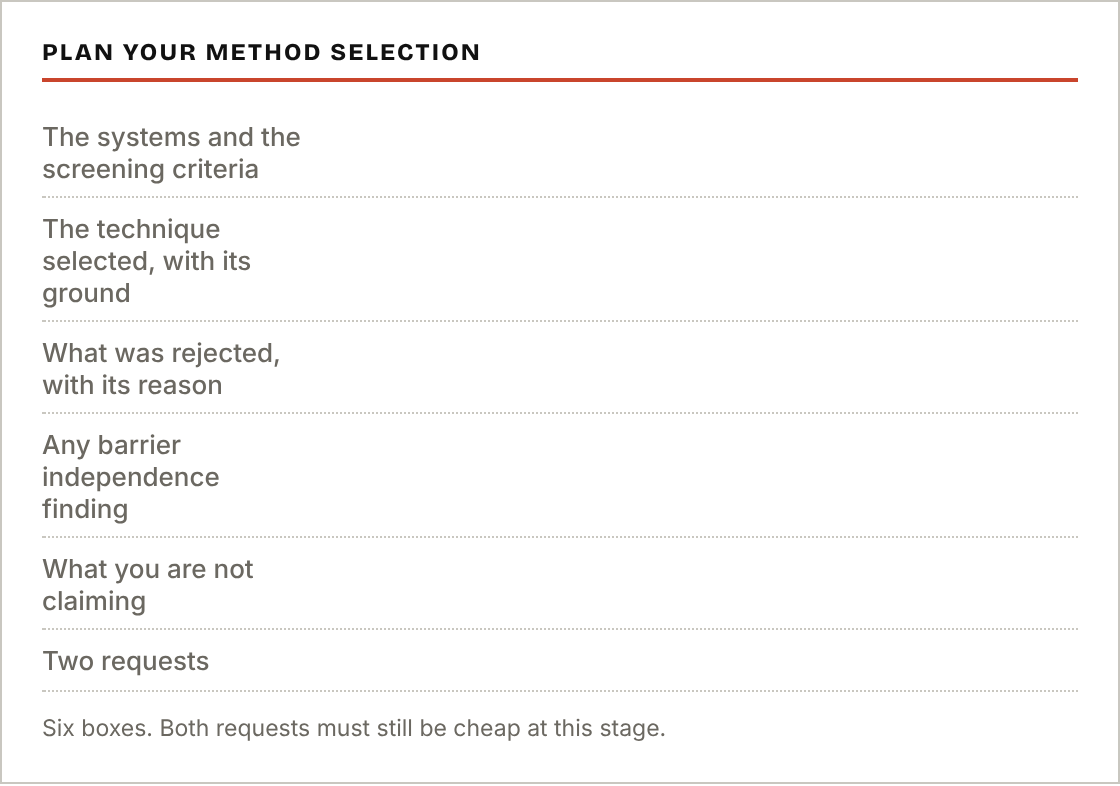 PLAN YOUR METHOD SELECTION
The systems and the
screening criteria
The technique
selected, with its
ground
What was rejected,
with its reason
Any barrier
independence
finding
What you are not
claiming
Two requests
Six boxes. Both requests must still be cheap at this stage.